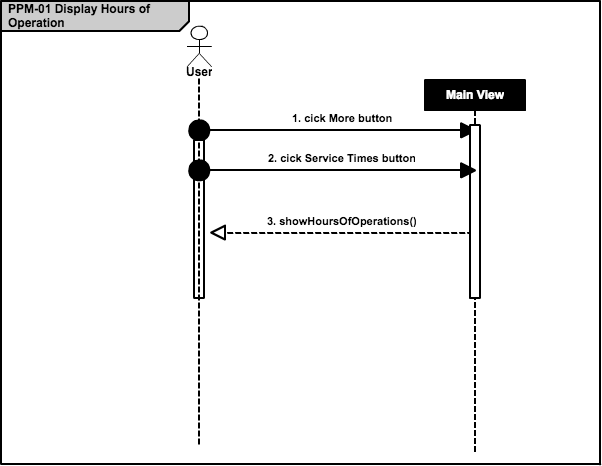 PPM-01 Display Hours of
Operation
User
Main View
1. cick More button
2. cick Service Times button
3. showHoursOfOperations()